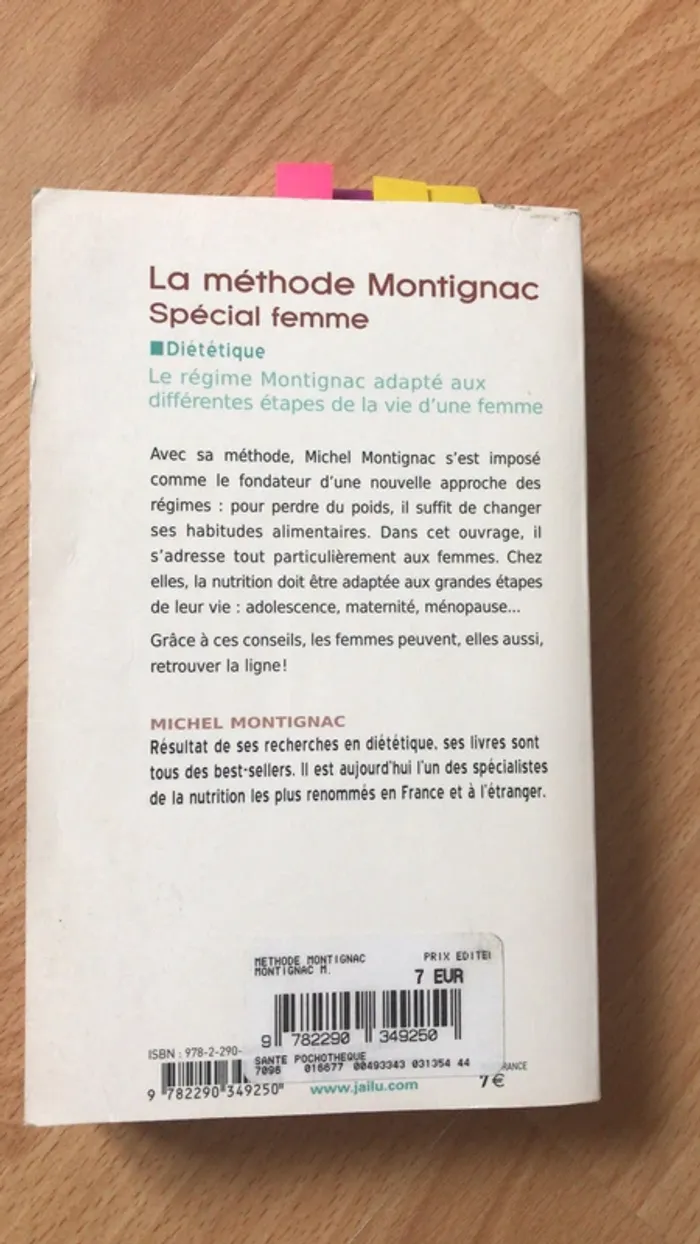 La méthode Montignac
Spécial femme
Diététique
Le régime Montignac adapté aux
différentes étapes de la vie d'une femme
Avec sa méthode, Michel Montignac s'est imposé
comme le fondateur d'une nouvelle approche des
régimes : pour perdre du poids, il suffit de changer
ses habitudes alimentaires. Dans cet ouvrage, il
s'adresse tout particulièrement aux femmes. Chez
elles, la nutrition doit être adaptée aux grandes étapes
de leur vie : adolescence, maternité, ménopause...
Grâce à ces conseils, les femmes peuvent, elles aussi,
retrouver la ligne!
MICHEL MONTIGNAC
Résultat de ses recherches en diététique, ses livres sont
tous des best-sellers. Il est aujourd'hui l'un des spécialistes
de la nutrition les plus renommés en France et à l'étranger.
METHODE MONTIGNAC PRIX EDITEI
MONTIGNAC M. 7 EUR
9 782290 349250
SANTE POCHOTHEQUE
7096 016677 00493343 031354 44
ISBN : 978-2-290-
9 782290 349250
www.jailu.com
RANCE
7€